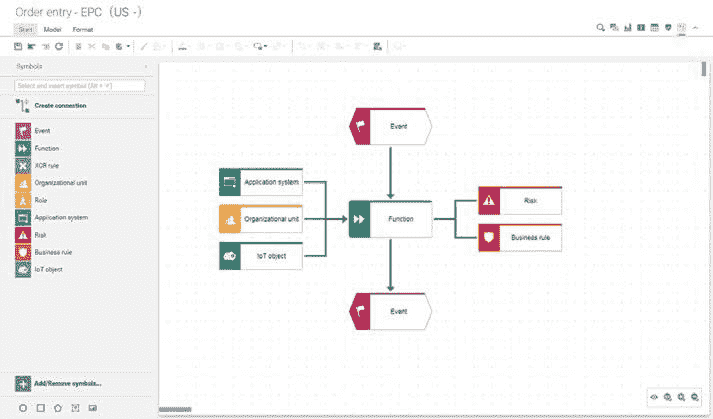 Order entry - EPC (US -)
Start Model Format
Symbols
Select and insert symbol [Alt + '#']
Create connection
Event
Function
XOR rule
Organizational unit
Role
Application system
Risk
Business rule
IoT object
Add/Remove symbols...
Event
Application system
Organizational unit
IoT object
Function
Risk
Business rule
Event